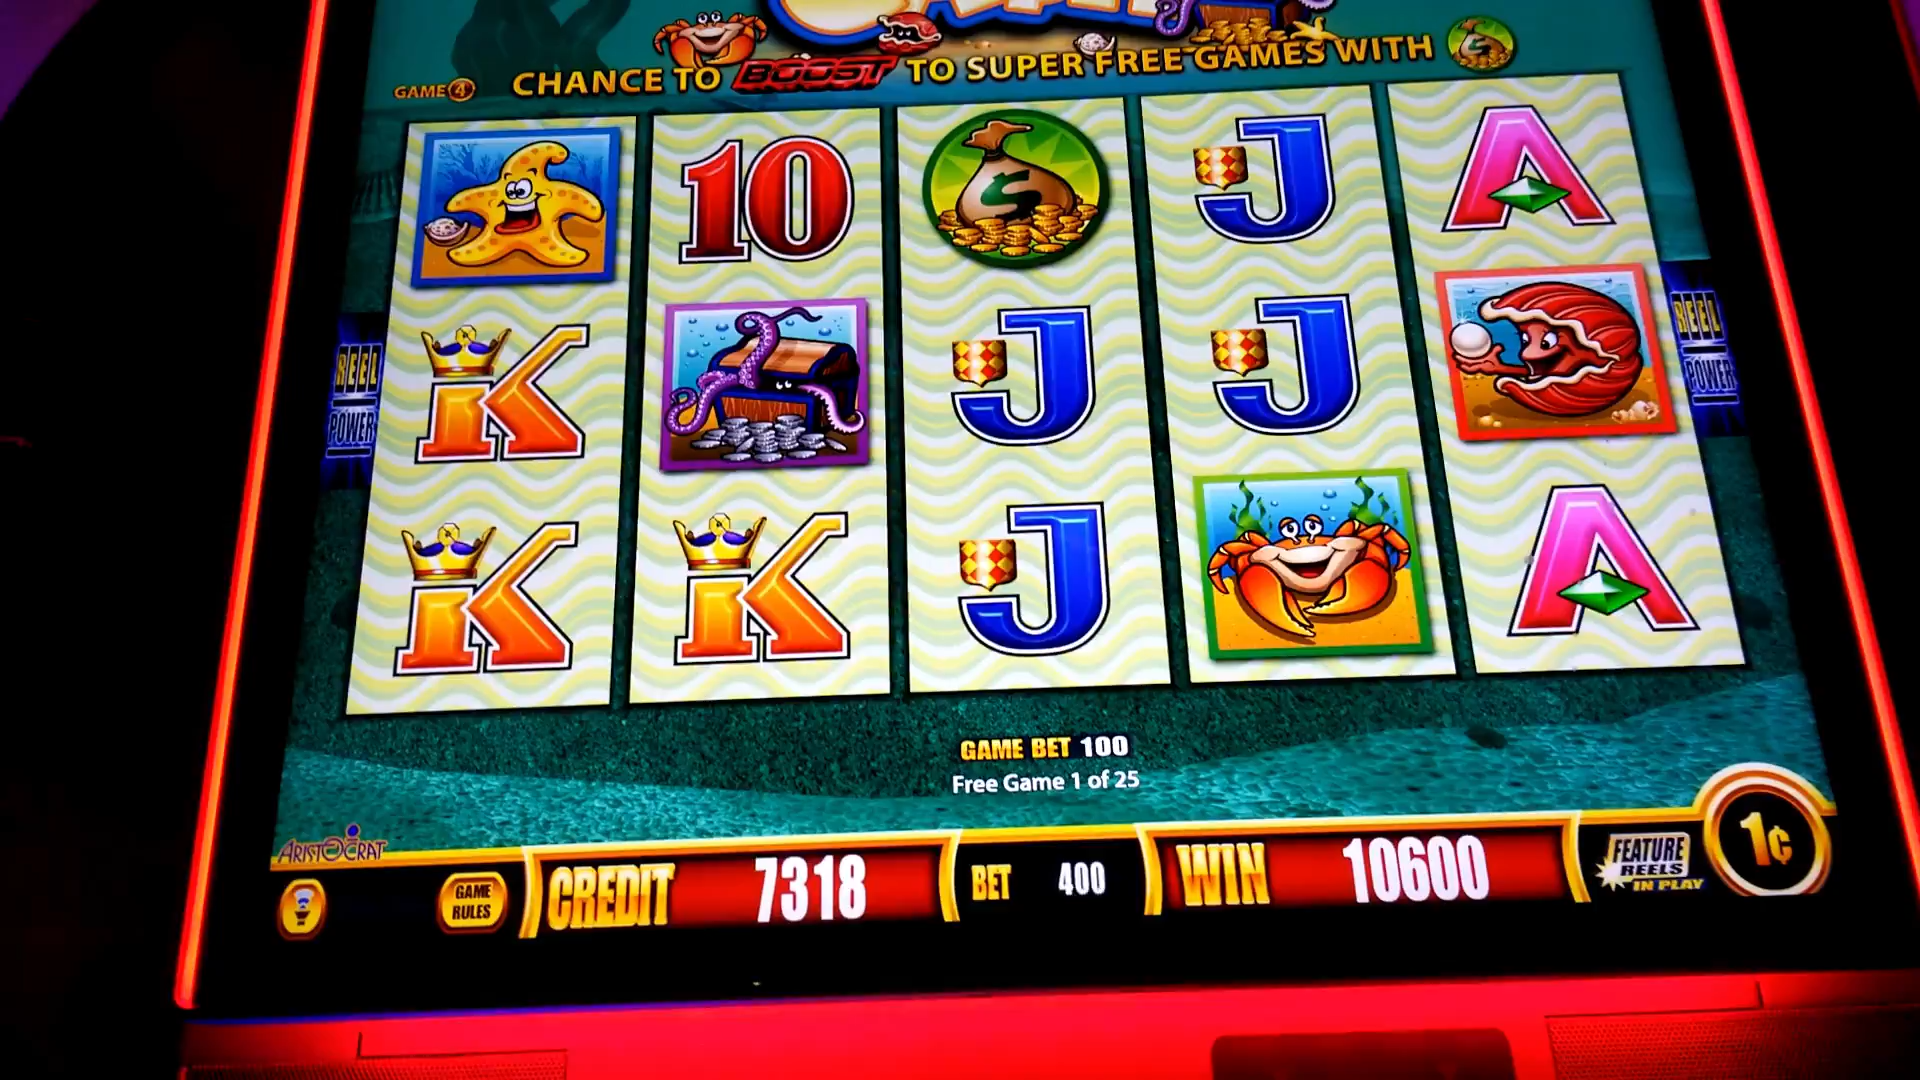 GAME 4
CHANCE TO BOOST TO SUPER FREE GAMES WITH $
10 J A
REEL POWER
K J J
REEL POWER
K K J A
GAME BET 100
Free Game 1 of 25
ARISTOCRAT
GAME RULES
CREDIT 7318
BET 400
WIN 10600
FEATURE REELS IN PLAY
1¢